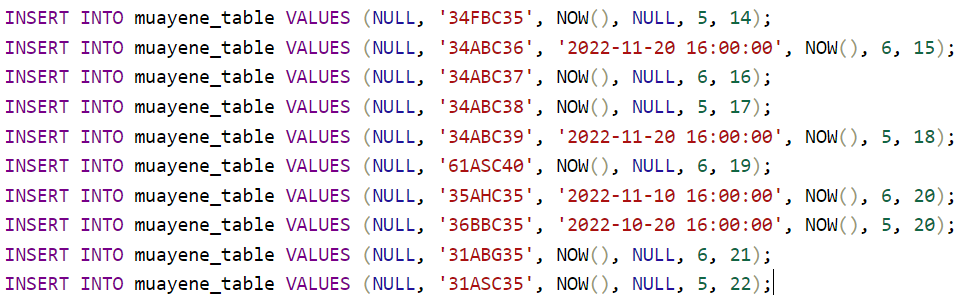 INSERT INTO muayene_table VALUES (NULL, '34FBC35', NOW(), NULL, 5, 14);
INSERT INTO muayene_table VALUES (NULL, '34ABC36', '2022-11-20 16:00:00', NOW(), 6, 15);
INSERT INTO muayene_table VALUES (NULL, '34ABC37', NOW(), NULL, 6, 16);
INSERT INTO muayene_table VALUES (NULL, '34ABC38', NOW(), NULL, 5, 17);
INSERT INTO muayene_table VALUES (NULL, '34ABC39', '2022-11-20 16:00:00', NOW(), 5, 18);
INSERT INTO muayene_table VALUES (NULL, '61ASC40', NOW(), NULL, 6, 19);
INSERT INTO muayene_table VALUES (NULL, '35AHC35', '2022-11-10 16:00:00', NOW(), 6, 20);
INSERT INTO muayene_table VALUES (NULL, '36BBC35', '2022-10-20 16:00:00', NOW(), 5, 20);
INSERT INTO muayene_table VALUES (NULL, '31ABG35', NOW(), NULL, 6, 21);
INSERT INTO muayene_table VALUES (NULL, '31ASC35', NOW(), NULL, 5, 22);